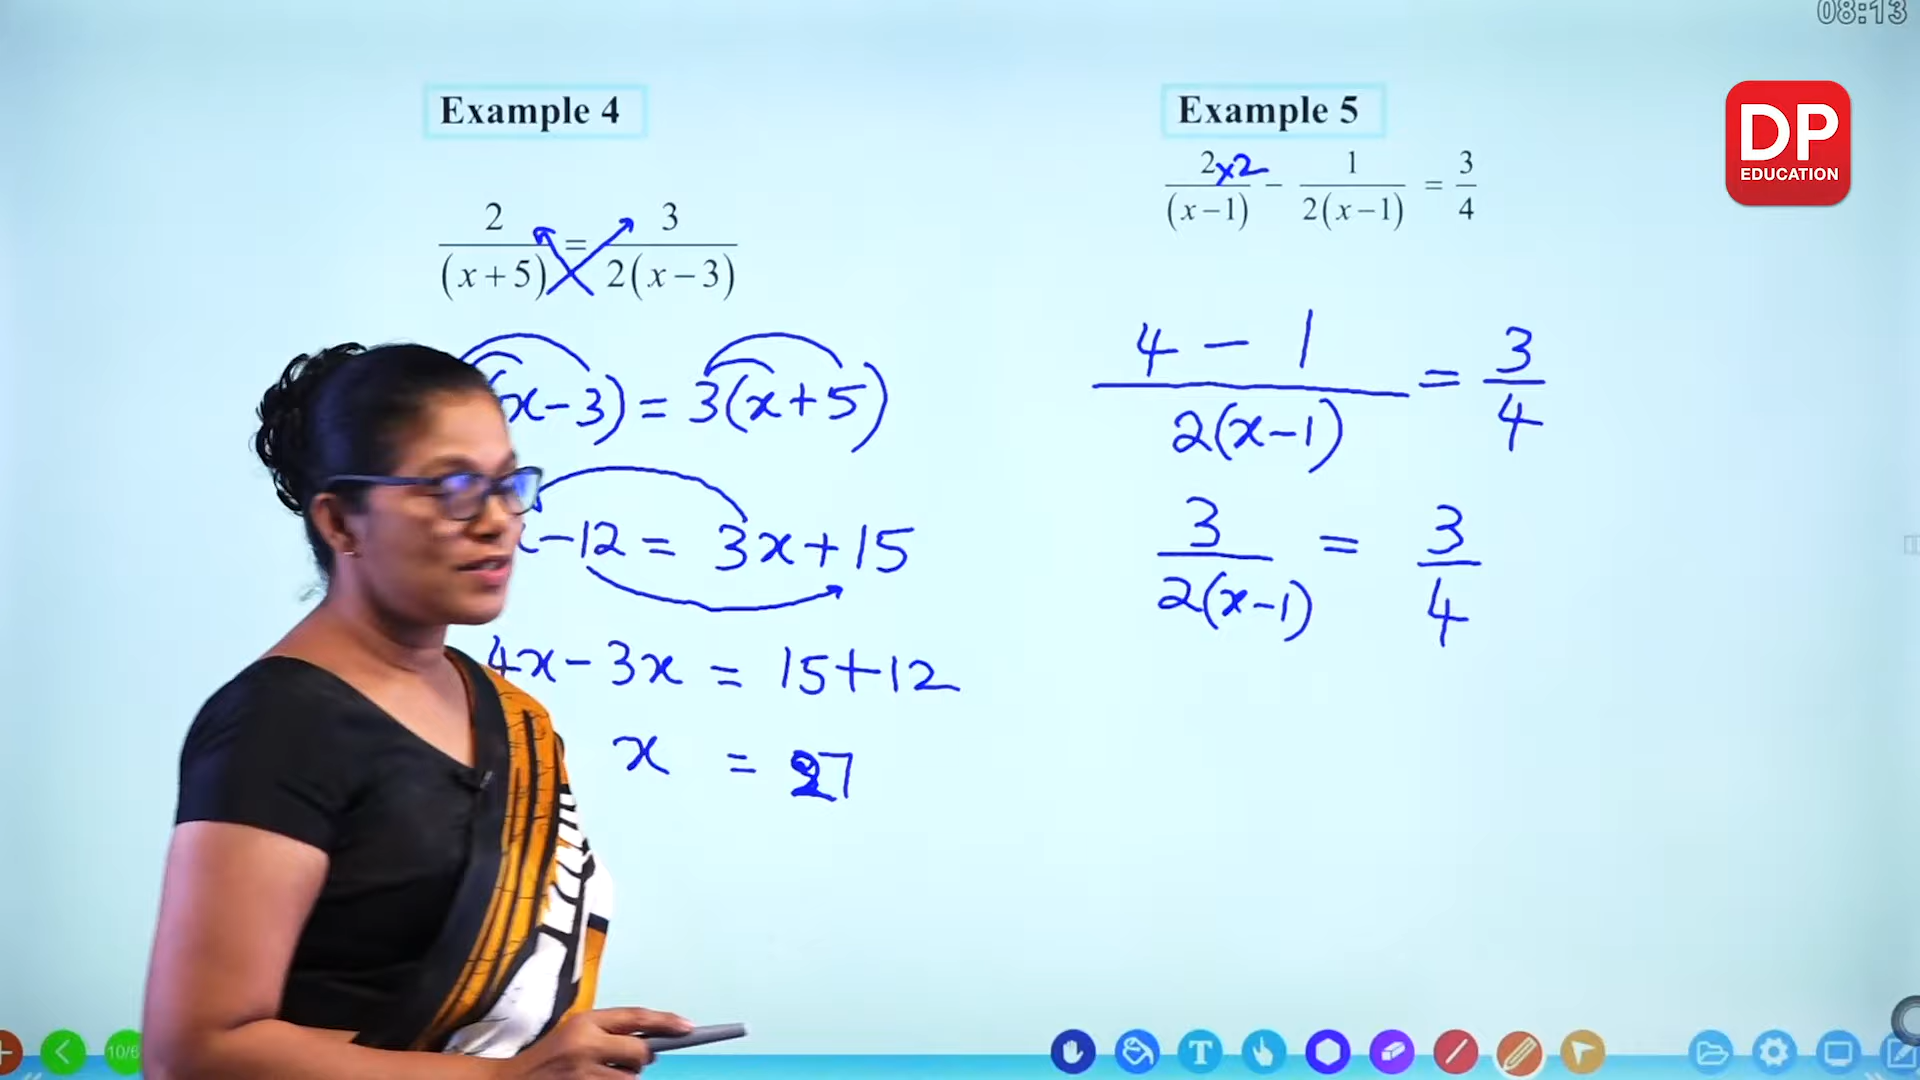 08:13
DP
EDUCATION
Example 4
2/(x+5) = 3/2(x−3)
(x−3) = 3(x+5)
x−12 = 3x+15
4x−3x = 15+12
x = 27
Example 5
2×2/(x−1) − 1/2(x−1) = 3/4
4−1/2(x−1) = 3/4
3/2(x−1) = 3/4
10/6
T